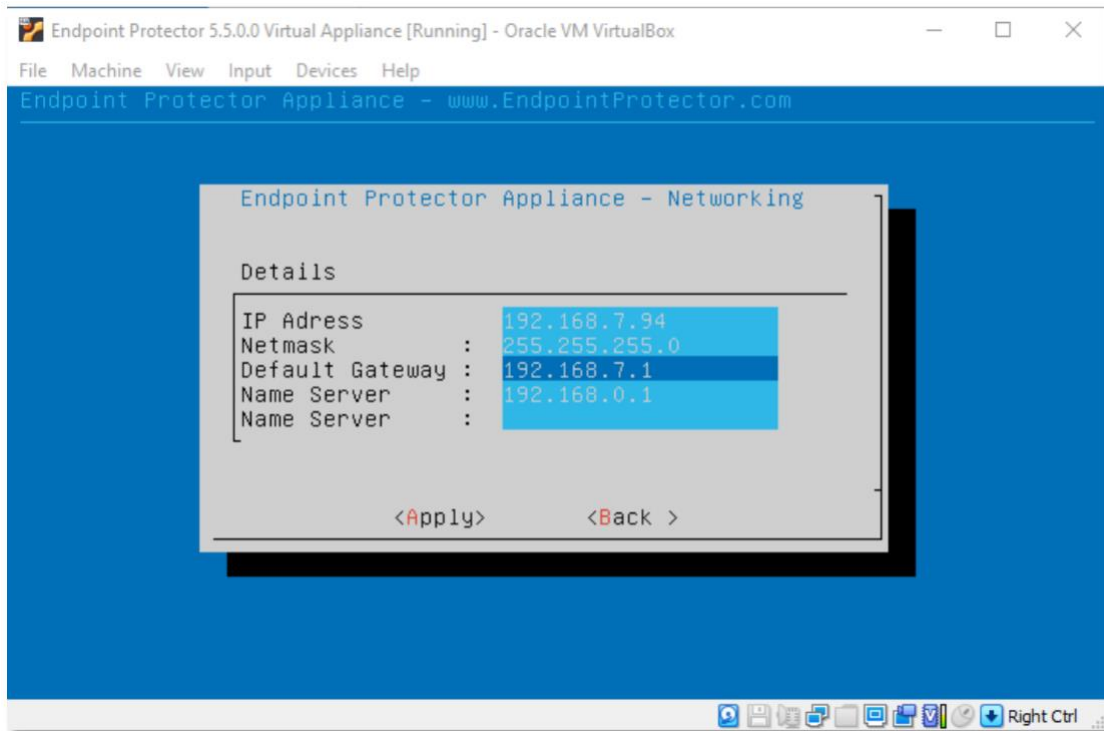 Endpoint Protector 5.5.0.0 Virtual Appliance [Running] - Oracle VM VirtualBox
File Machine View Input Devices Help
Endpoint Protector Appliance - www.EndpointProtector.com
Endpoint Protector Appliance - Networking
Details
IP Adress 192.168.7.94
Netmask : 255.255.255.0
Default Gateway : 192.168.7.1
Name Server : 192.168.0.1
Name Server :
<Apply> <Back >
Right Ctrl